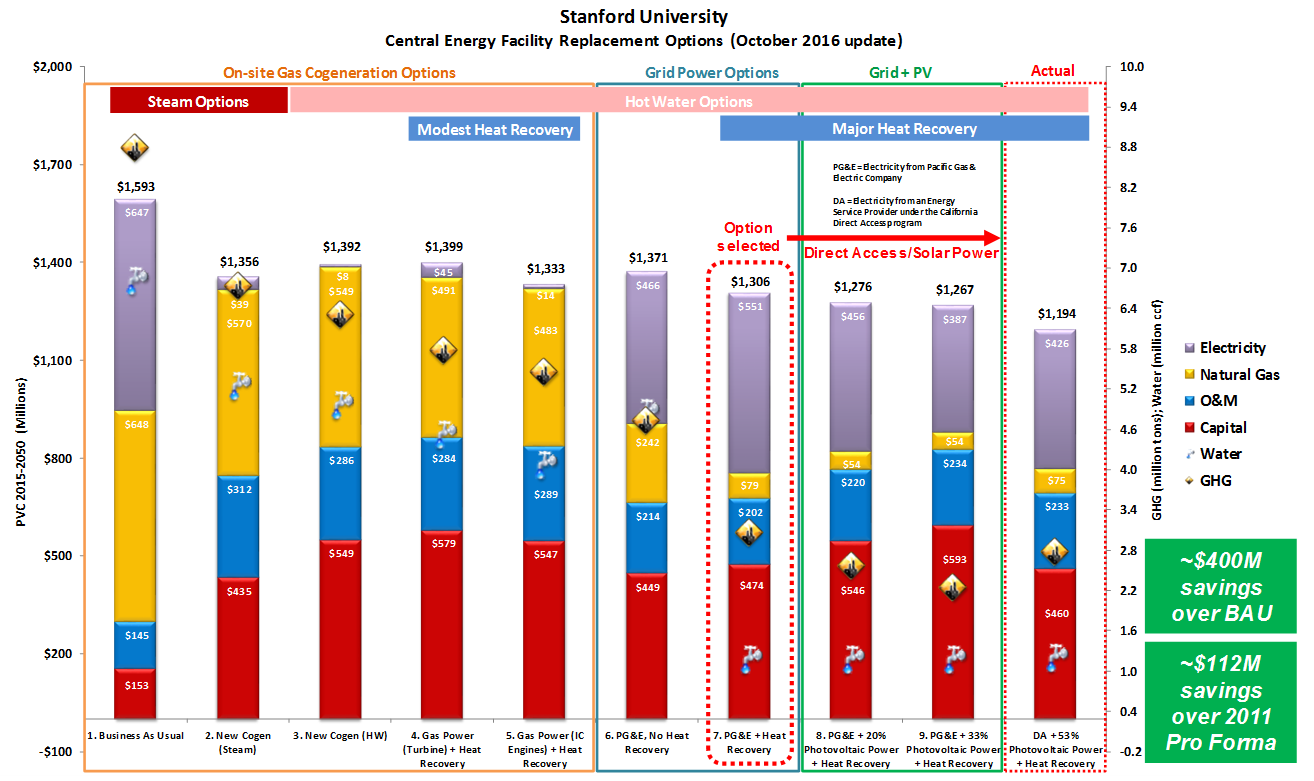 Stanford University
Central Energy Facility Replacement Options (October 2016 update)
On-site Gas Cogeneration Options
Grid Power Options
Grid + PV
Actual
Steam Options
Hot Water Options
Modest Heat Recovery
Major Heat Recovery
PG&E = Electricity from Pacific Gas &
Electric Company
DA = Electricity from an Energy
Service Provider under the California
Direct Access program
Option
selected
Direct Access/Solar Power
PVC 2015-2050 (Millions)
$2,000
$1,700
$1,400
$1,100
$800
$500
$200
-$100
$1,593
$647
$648
$145
$153
$1,356
$39
$570
$312
$435
$1,392
$8
$549
$286
$549
$1,399
$45
$491
$284
$579
$1,333
$14
$483
$289
$547
$1,371
$466
$242
$214
$449
$1,306
$551
$79
$202
$474
$1,276
$456
$54
$220
$546
$1,267
$387
$54
$234
$593
$1,194
$426
$75
$233
$460
10.0
9.4
8.8
8.2
7.6
7.0
6.4
5.8
5.2
4.6
4.0
3.4
2.8
2.2
1.6
1.0
0.4
-0.2
GHG (million tons); Water (million ccf)
Electricity
Natural Gas
O&M
Capital
Water
GHG
~$400M
savings
over BAU
~$112M
savings
over 2011
Pro Forma
1. Business As Usual
2. New Cogen
(Steam)
3. New Cogen (HW)
4. Gas Power
(Turbine) + Heat
Recovery
5. Gas Power (IC
Engines) + Heat
Recovery
6. PG&E, No Heat
Recovery
7. PG&E + Heat
Recovery
8. PG&E + 20%
Photovoltaic Power
+ Heat Recovery
9. PG&E + 33%
Photovoltaic Power
+ Heat Recovery
DA + 53%
Photovoltaic Power
+ Heat Recovery